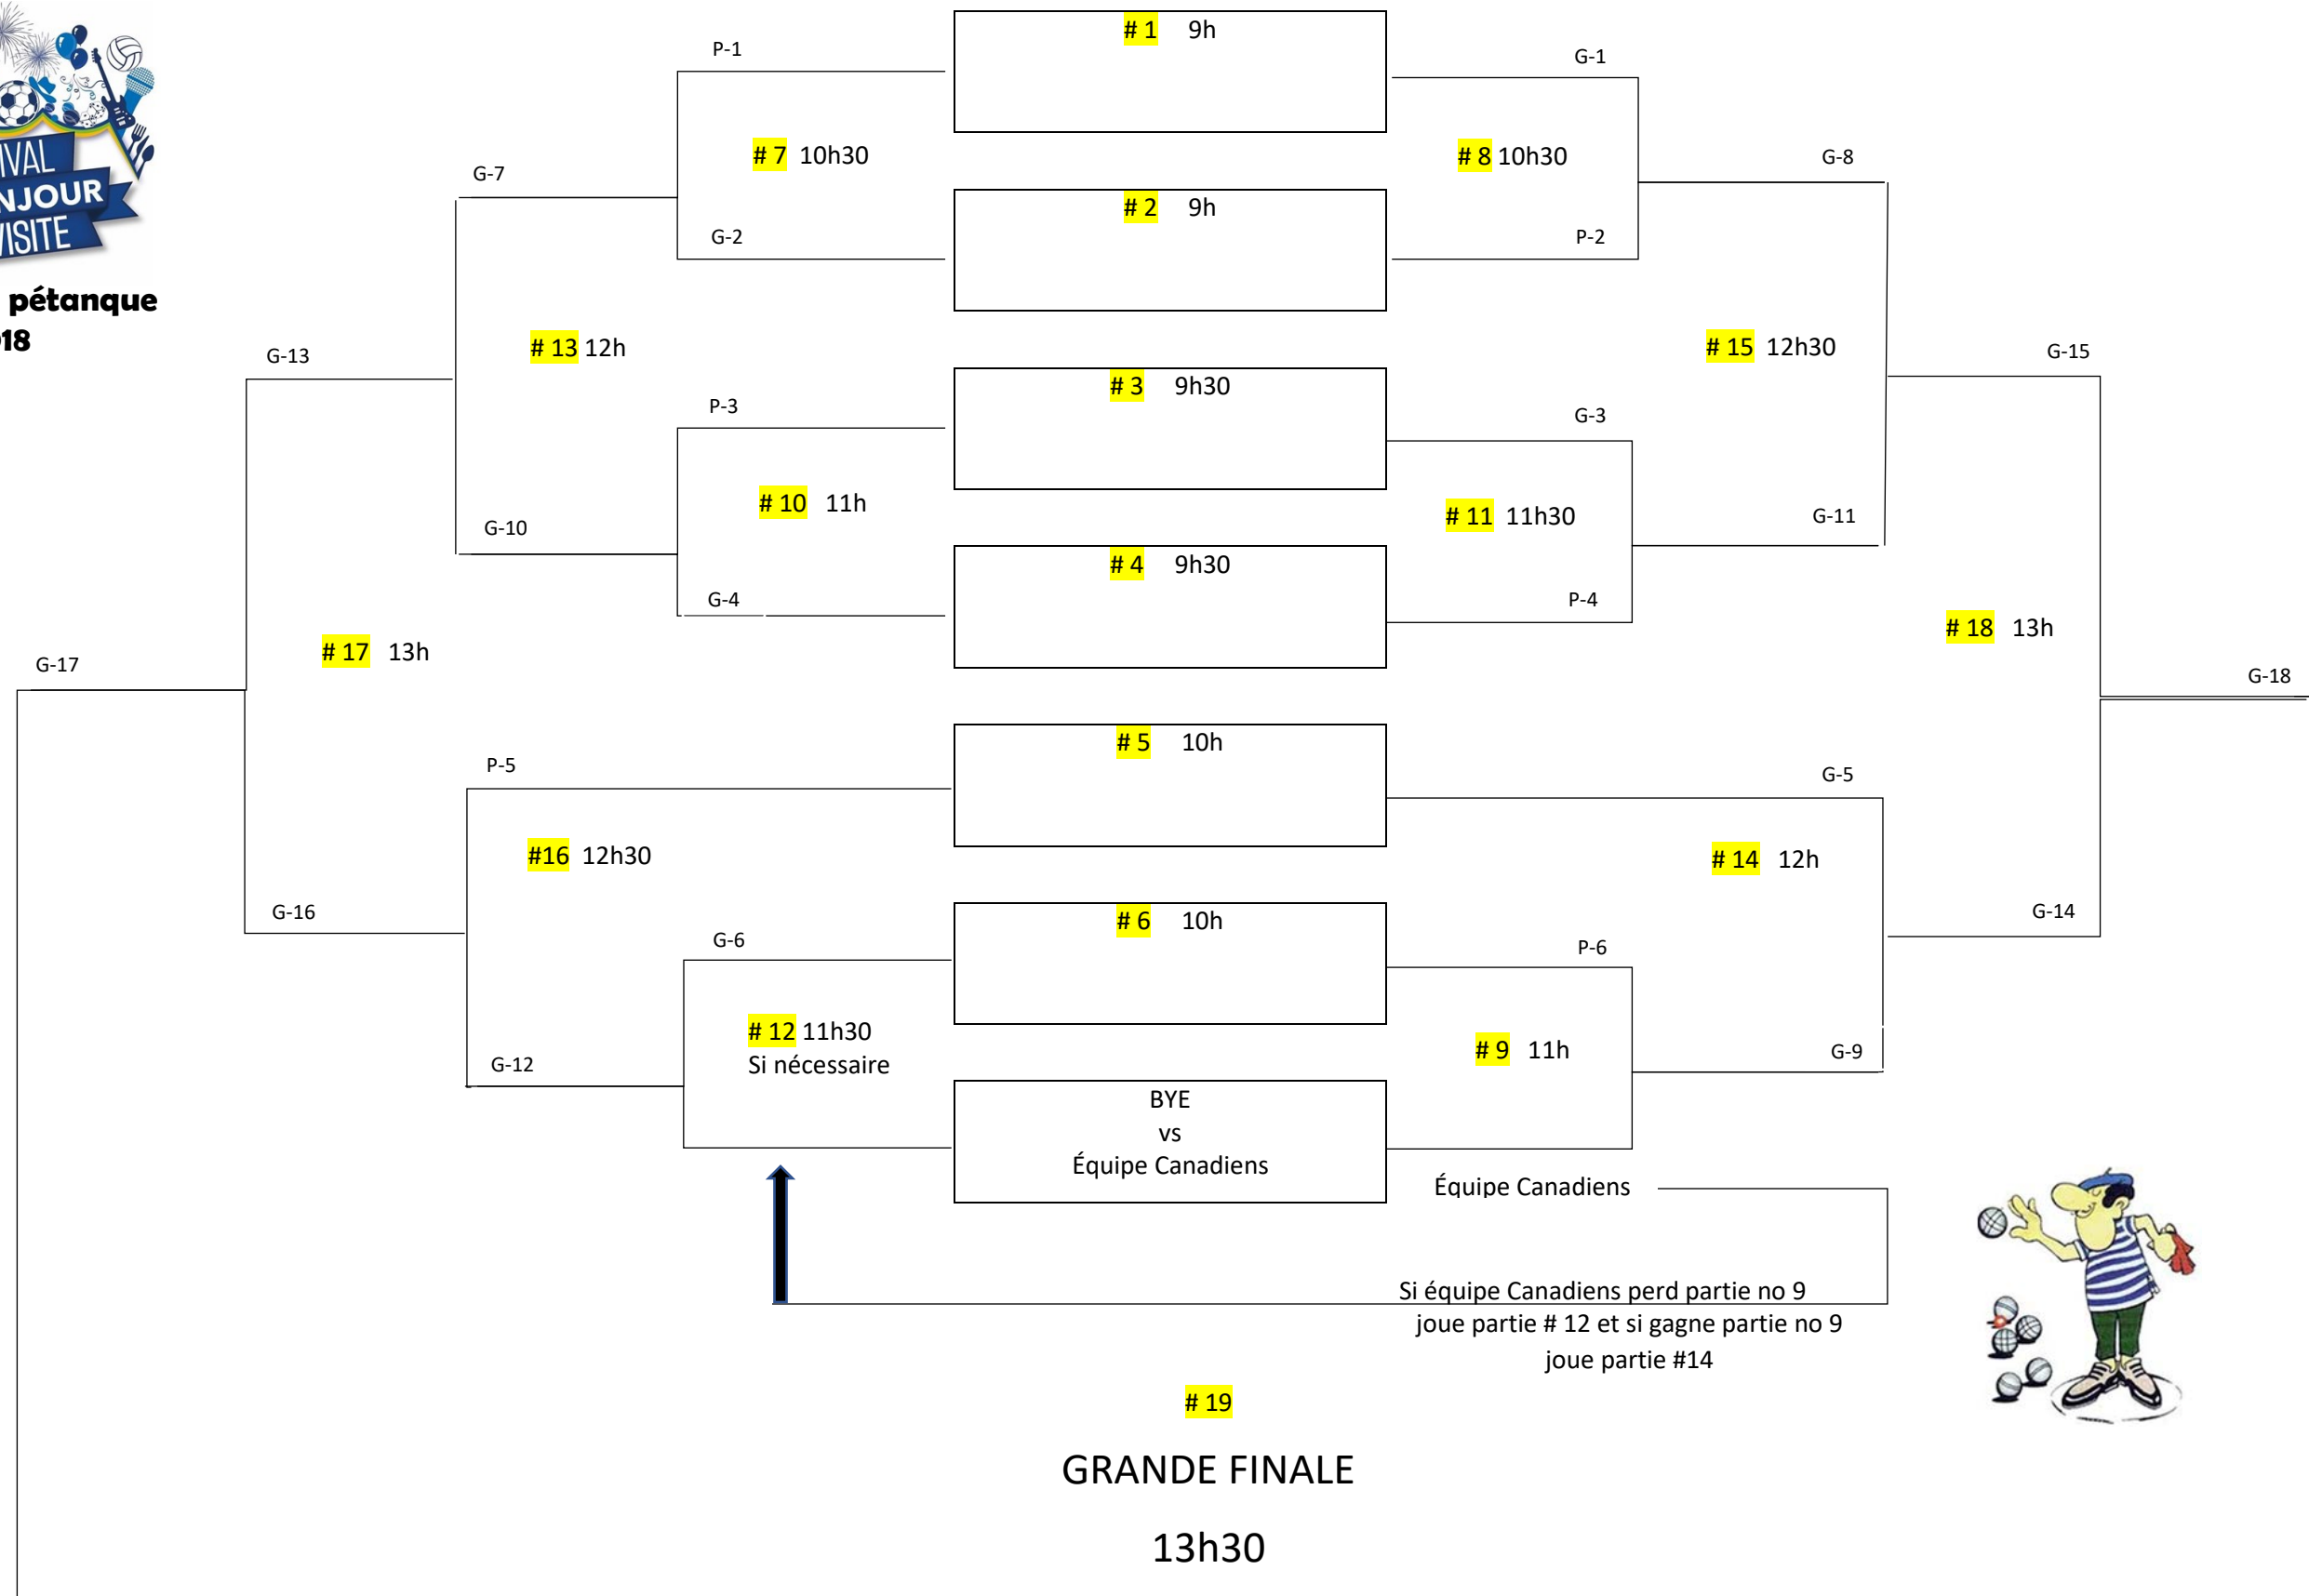 # 1 9h
P-1
G-1
# 7 10h30
# 8 10h30
G-8
G-7
NJOUR
# 2 9h
G-2
P-2
VISITE
pétanque
# 13 12h
# 15 12h30
G-13
G-15
# 3 9h30
P-3
G-3
# 10 11h
# 11 11h30
G-11
G-10
# 4 9h30
G-4
P-4
# 17 13h
# 18 13h
G-17
G-18
# 5 10h
P-5
G-5
#16 12h30
# 14 12h
G-16
G-14
# 6 10h
G-6
P-6
# 12 11h30
Si nécessaire
# 9 11h
G-9
G-12
BYE
vs
Équipe Canadiens
Équipe Canadiens
Si équipe Canadiens perd partie no 9
joue partie # 12 et si gagne partie no 9
joue partie #14
# 19
GRANDE FINALE
13h30